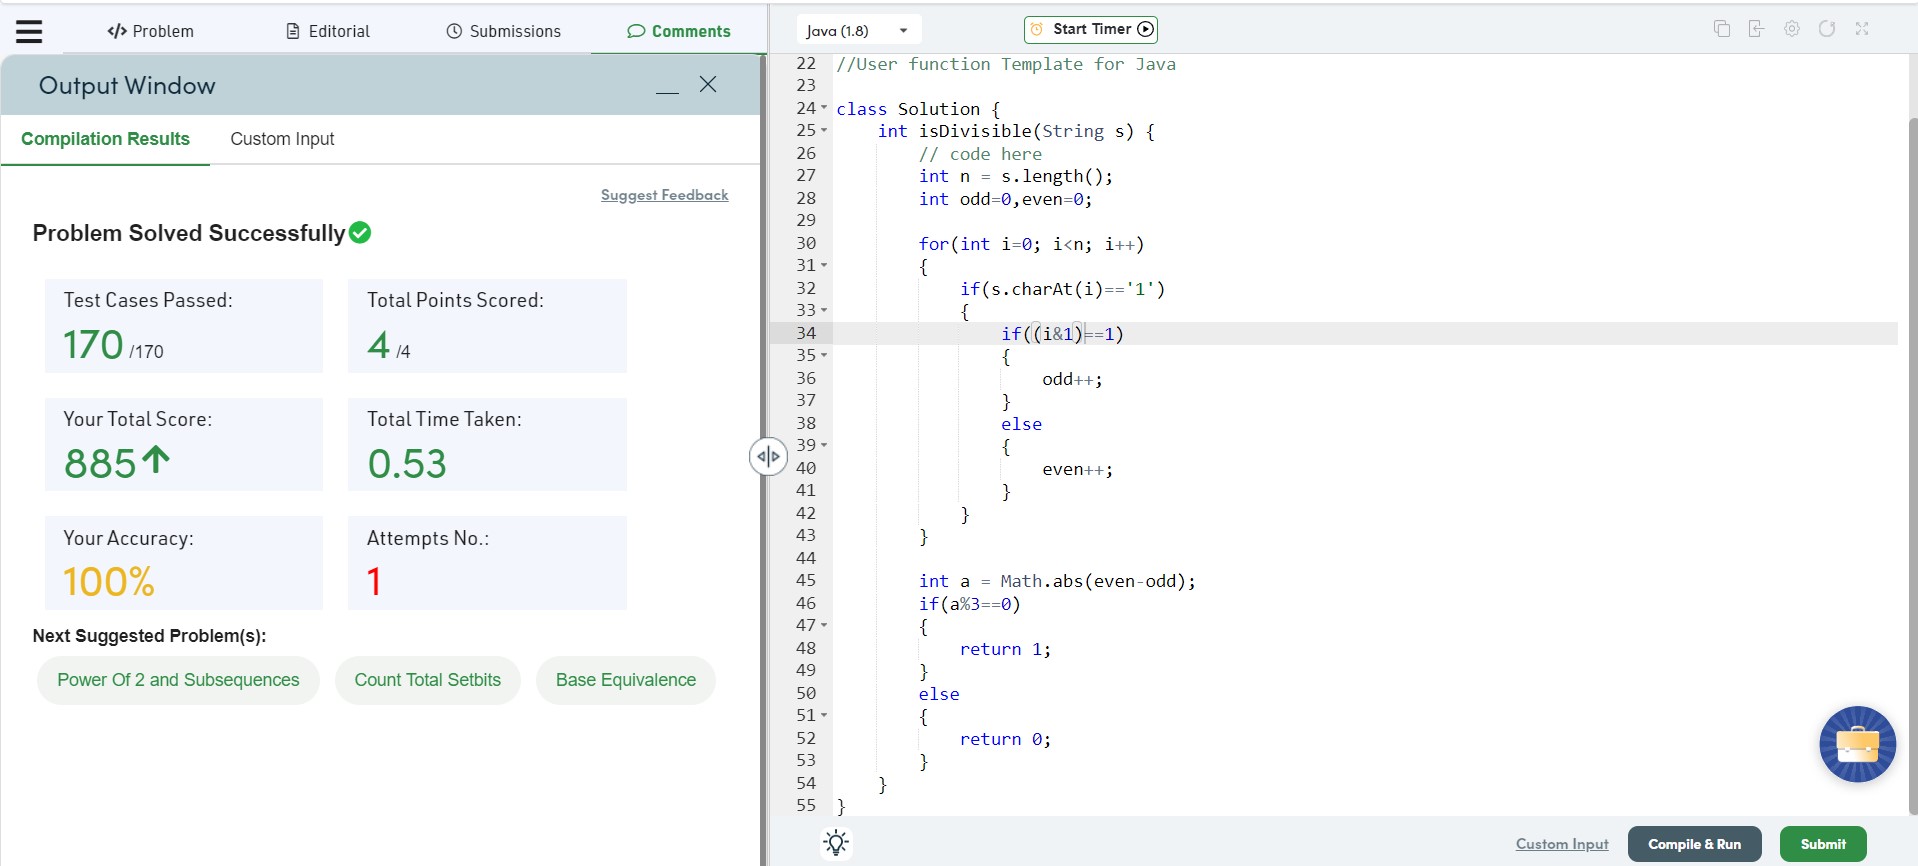 </> Problem
Editorial
Submissions
Comments
Java (1.8)
Start Timer
Output Window
Compilation Results
Custom Input
Suggest Feedback
Problem Solved Successfully
Test Cases Passed:
170 /170
Total Points Scored:
4 /4
Your Total Score:
885
Total Time Taken:
0.53
Your Accuracy:
100%
Attempts No.:
1
Next Suggested Problem(s):
Power Of 2 and Subsequences
Count Total Setbits
Base Equivalence
22 //User function Template for Java
23
24 class Solution {
25     int isDivisible(String s) {
26         // code here
27         int n = s.length();
28         int odd=0,even=0;
29
30         for(int i=0; i<n; i++)
31         {
32             if(s.charAt(i)=='1')
33             {
34                 if((i&1)==1)
35                 {
36                     odd++;
37                 }
38                 else
39                 {
40                     even++;
41                 }
42             }
43         }
44
45         int a = Math.abs(even-odd);
46         if(a%3==0)
47         {
48             return 1;
49         }
50         else
51         {
52             return 0;
53         }
54     }
55 }
Custom Input
Compile & Run
Submit